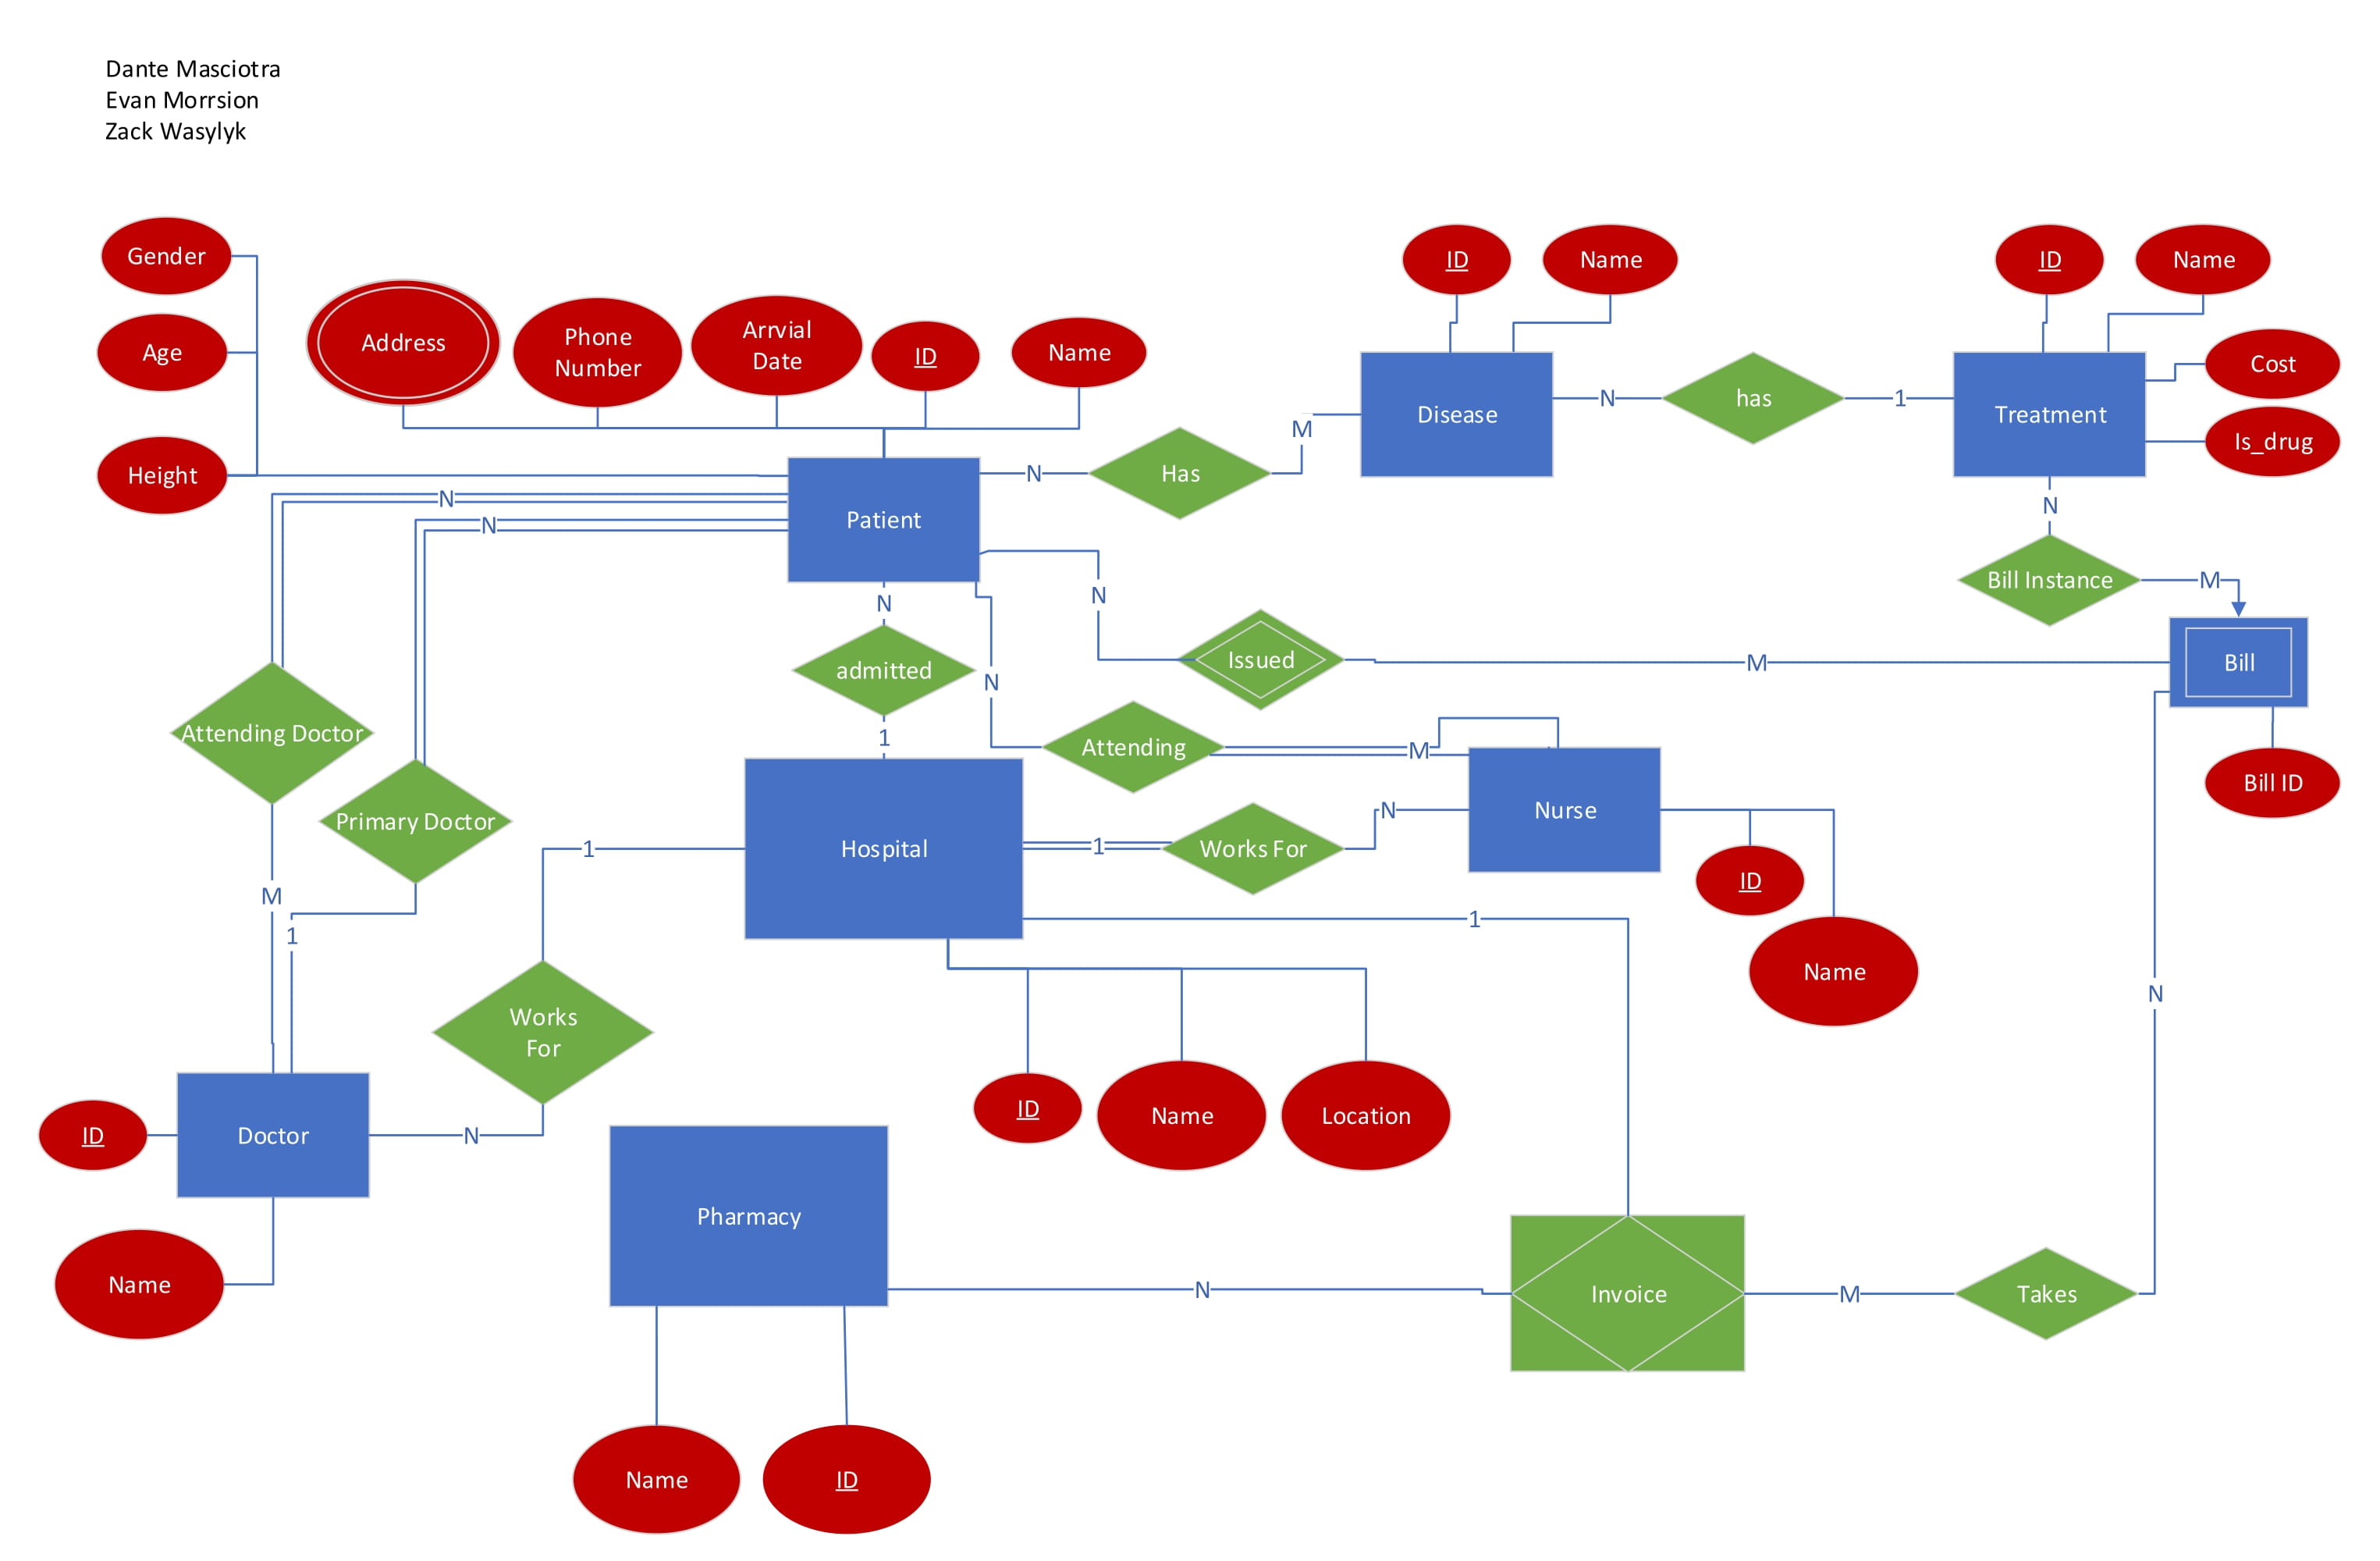 Dante Masciotra
Evan Morrsion
Zack Wasylyk
Gender
Age
Height
Address
Phone
Number
Arrvial
Date
ID
Name
ID
Name
ID
Name
Cost
Is_drug
Disease
N
has
1
Treatment
Patient
N
Has
M
N
N
N
Bill Instance
M
N
admitted
1
N
N
Issued
M
Bill
Bill ID
Attending Doctor
Primary Doctor
Attending
M
Nurse
ID
Name
Hospital
1
Works For
N
1
1
M
1
Works
For
N
N
ID
Name
Location
ID
Doctor
Name
Pharmacy
N
Invoice
M
Takes
Name
ID